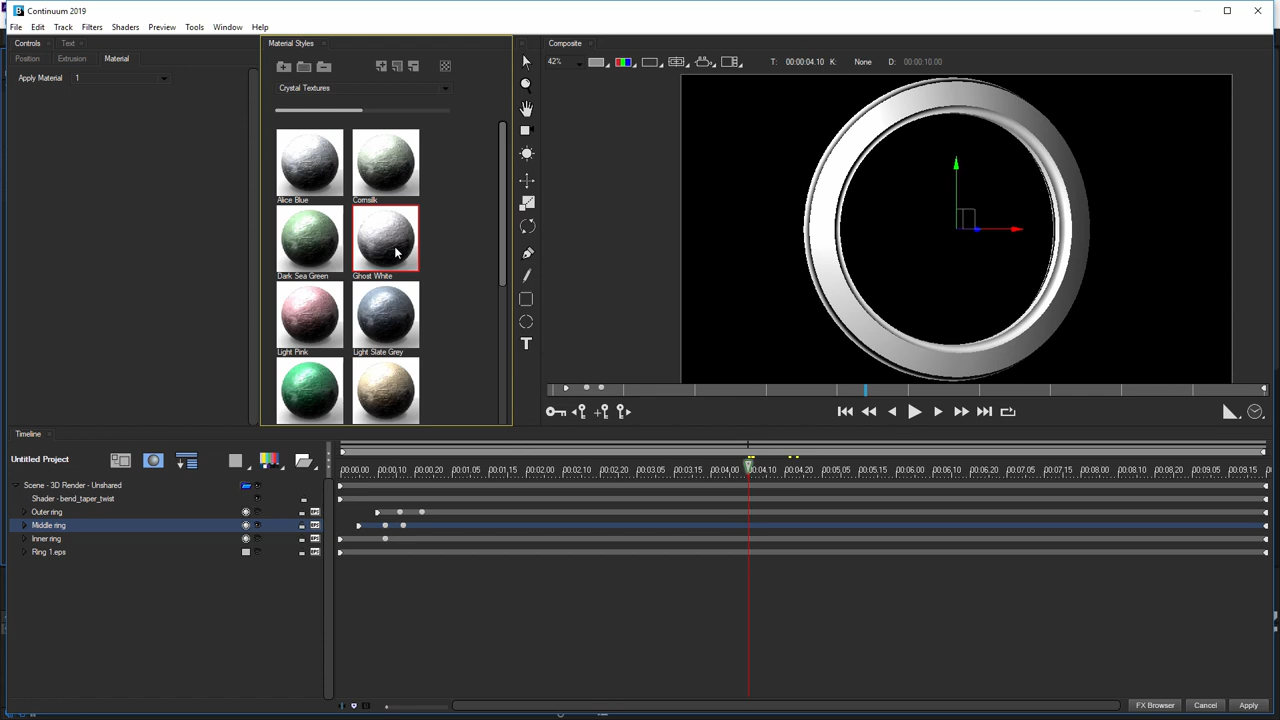 Continuum 2019
File Edit Track Filters Shaders Preview Tools Window Help
Controls Text
Position Extrusion Material
Apply Material 1
Material Styles
Crystal Textures
Alice Blue Cornsilk
Dark Sea Green Ghost White
Light Pink Light Slate Grey
Composite
42% T: 00:00:04.10 K: None D: 00:00:10.00
T
Timeline
Untitled Project
00:00.00 00:00.10 00:00.20 00:01.05 00:01.15 00:02.00 00:02.10 00:02.20 00:03.05 00:03.15 00:04.00 00:04.10 00:04.20 00:05.05 00:05.15 00:06.00 00:06.10 00:06.20 00:07.05 00:07.15 00:08.00 00:08.10 00:08.20 00:09.05 00:09.15
Scene - 3D Render - Unshared
Shader - bend_taper_twist
Outer ring EPS
Middle ring EPS
Inner ring EPS
Ring 1.eps EPS
FX Browser Cancel Apply